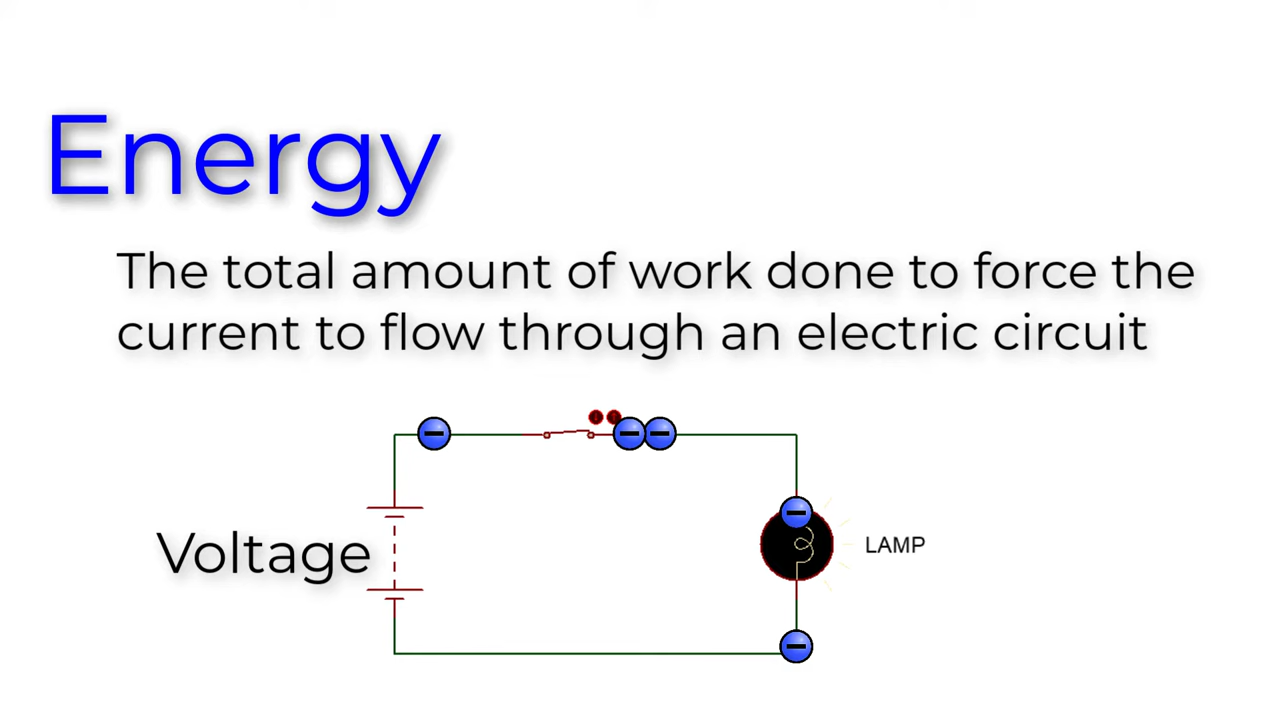 Energy
The total amount of work done to force the
current to flow through an electric circuit
Voltage
LAMP